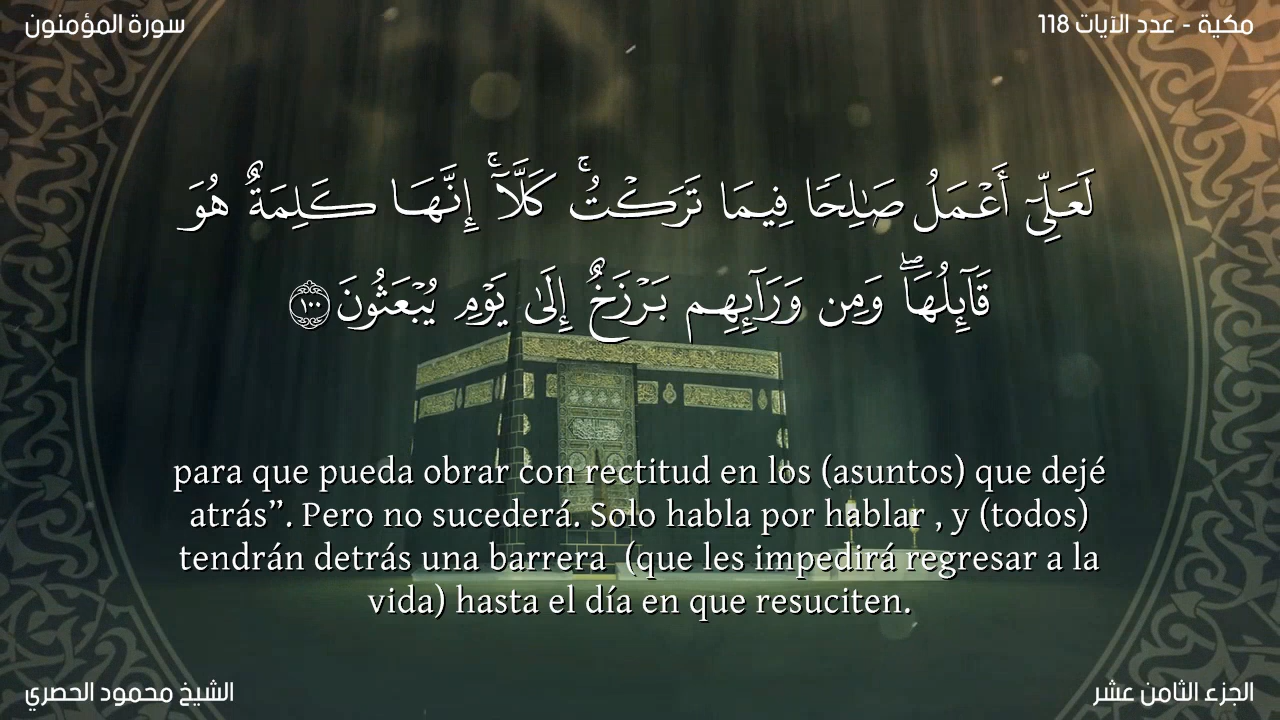 مكية - عدد الآيات 118
سورة المؤمنون
لَعَلِّىٓ أَعْمَلُ صَـٰلِحًا فِيمَا تَرَكْتُ ۚ كَلَّآ ۚ إِنَّهَا كَلِمَةٌ هُوَ
قَآئِلُهَا ۖ وَمِن وَرَآئِهِم بَرْزَخٌ إِلَىٰ يَوْمِ يُبْعَثُونَ ١٠٠
para que pueda obrar con rectitud en los (asuntos) que dejé
atrás”. Pero no sucederá. Solo habla por hablar , y (todos)
tendrán detrás una barrera  (que les impedirá regresar a la
vida) hasta el día en que resuciten.
الجزء الثامن عشر
الشيخ محمود الحصري